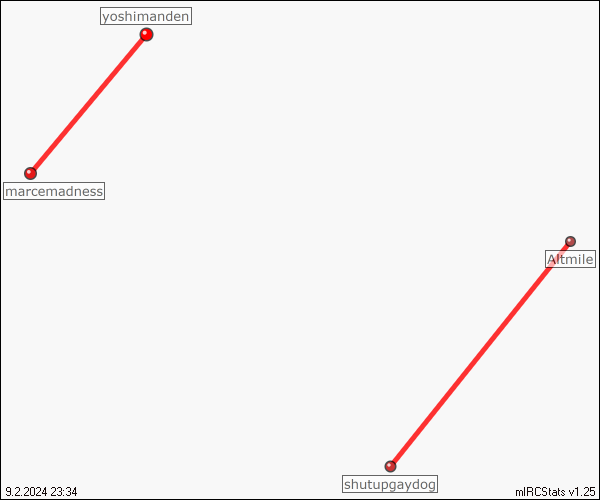 yoshimanden
marcemadness
Altmile
shutupgaydog
9.2.2024 23:34
mIRCStats v1.25